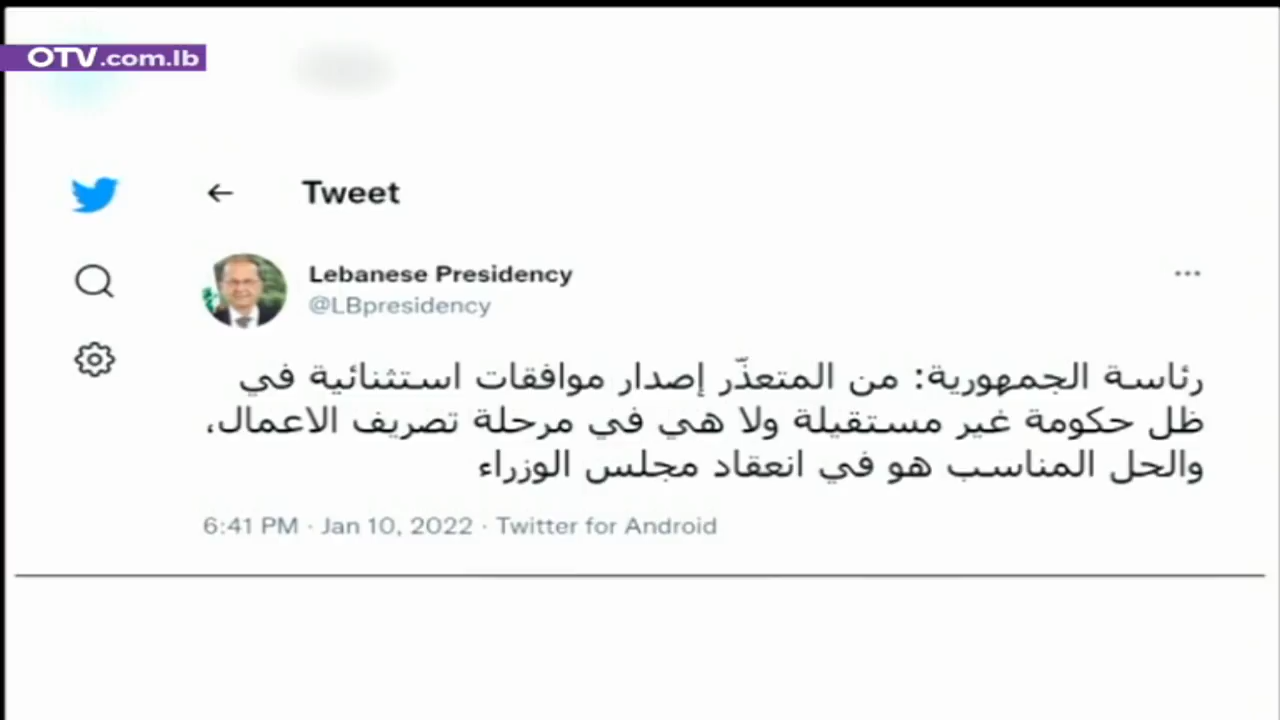 OTV.com.lb
Tweet
Lebanese Presidency
@LBpresidency
رئاسة الجمهورية: من المتعذّر إصدار موافقات استثنائية في
ظل حكومة غير مستقيلة ولا هي في مرحلة تصريف الاعمال،
والحل المناسب هو في انعقاد مجلس الوزراء
6:41 PM · Jan 10, 2022 · Twitter for Android